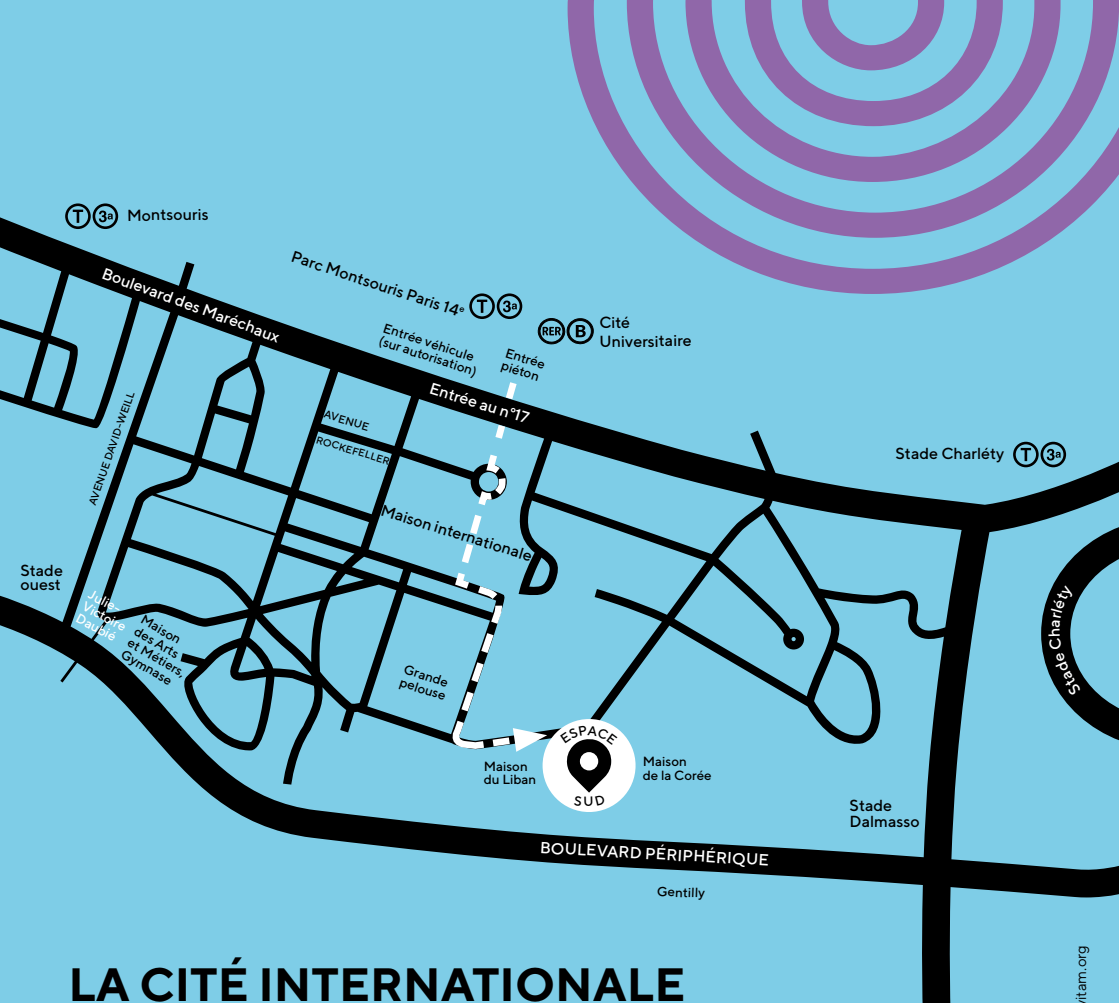 T 3a Montsouris
Parc Montsouris Paris 14e T 3a
RER B Cité
Universitaire
Boulevard des Maréchaux
Entrée véhicule
(sur autorisation)
Entrée
piéton
Entrée au n°17
AVENUE DAVID-WEILL
AVENUE
ROCKEFELLER
Stade Charléty T 3a
Maison internationale
Stade
ouest
Julie-
Victoire
Daubié
Maison
des Arts
et Métiers,
Gymnase
Stade Charléty
Grande
pelouse
ESPACE
SUD
Maison
du Liban
Maison
de la Corée
Stade
Dalmasso
BOULEVARD PÉRIPHÉRIQUE
Gentilly
LA CITÉ INTERNATIONALE
vitam.org